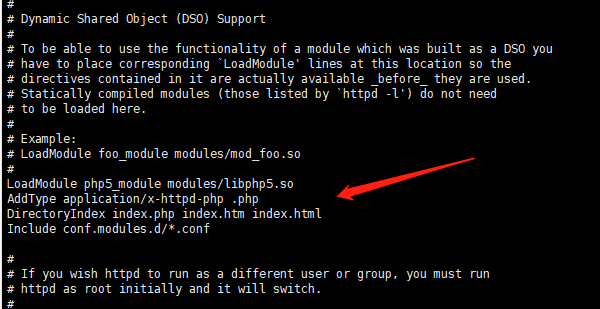 #
# Dynamic Shared Object (DSO) Support
#
# To be able to use the functionality of a module which was built as a DSO you
# have to place corresponding `LoadModule' lines at this location so the
# directives contained in it are actually available _before_ they are used.
# Statically compiled modules (those listed by `httpd -l') do not need
# to be loaded here.
#
# Example:
# LoadModule foo_module modules/mod_foo.so
#
LoadModule php5_module modules/libphp5.so
AddType application/x-httpd-php .php
DirectoryIndex index.php index.htm index.html
Include conf.modules.d/*.conf
#
# If you wish httpd to run as a different user or group, you must run
# httpd as root initially and it will switch.
#